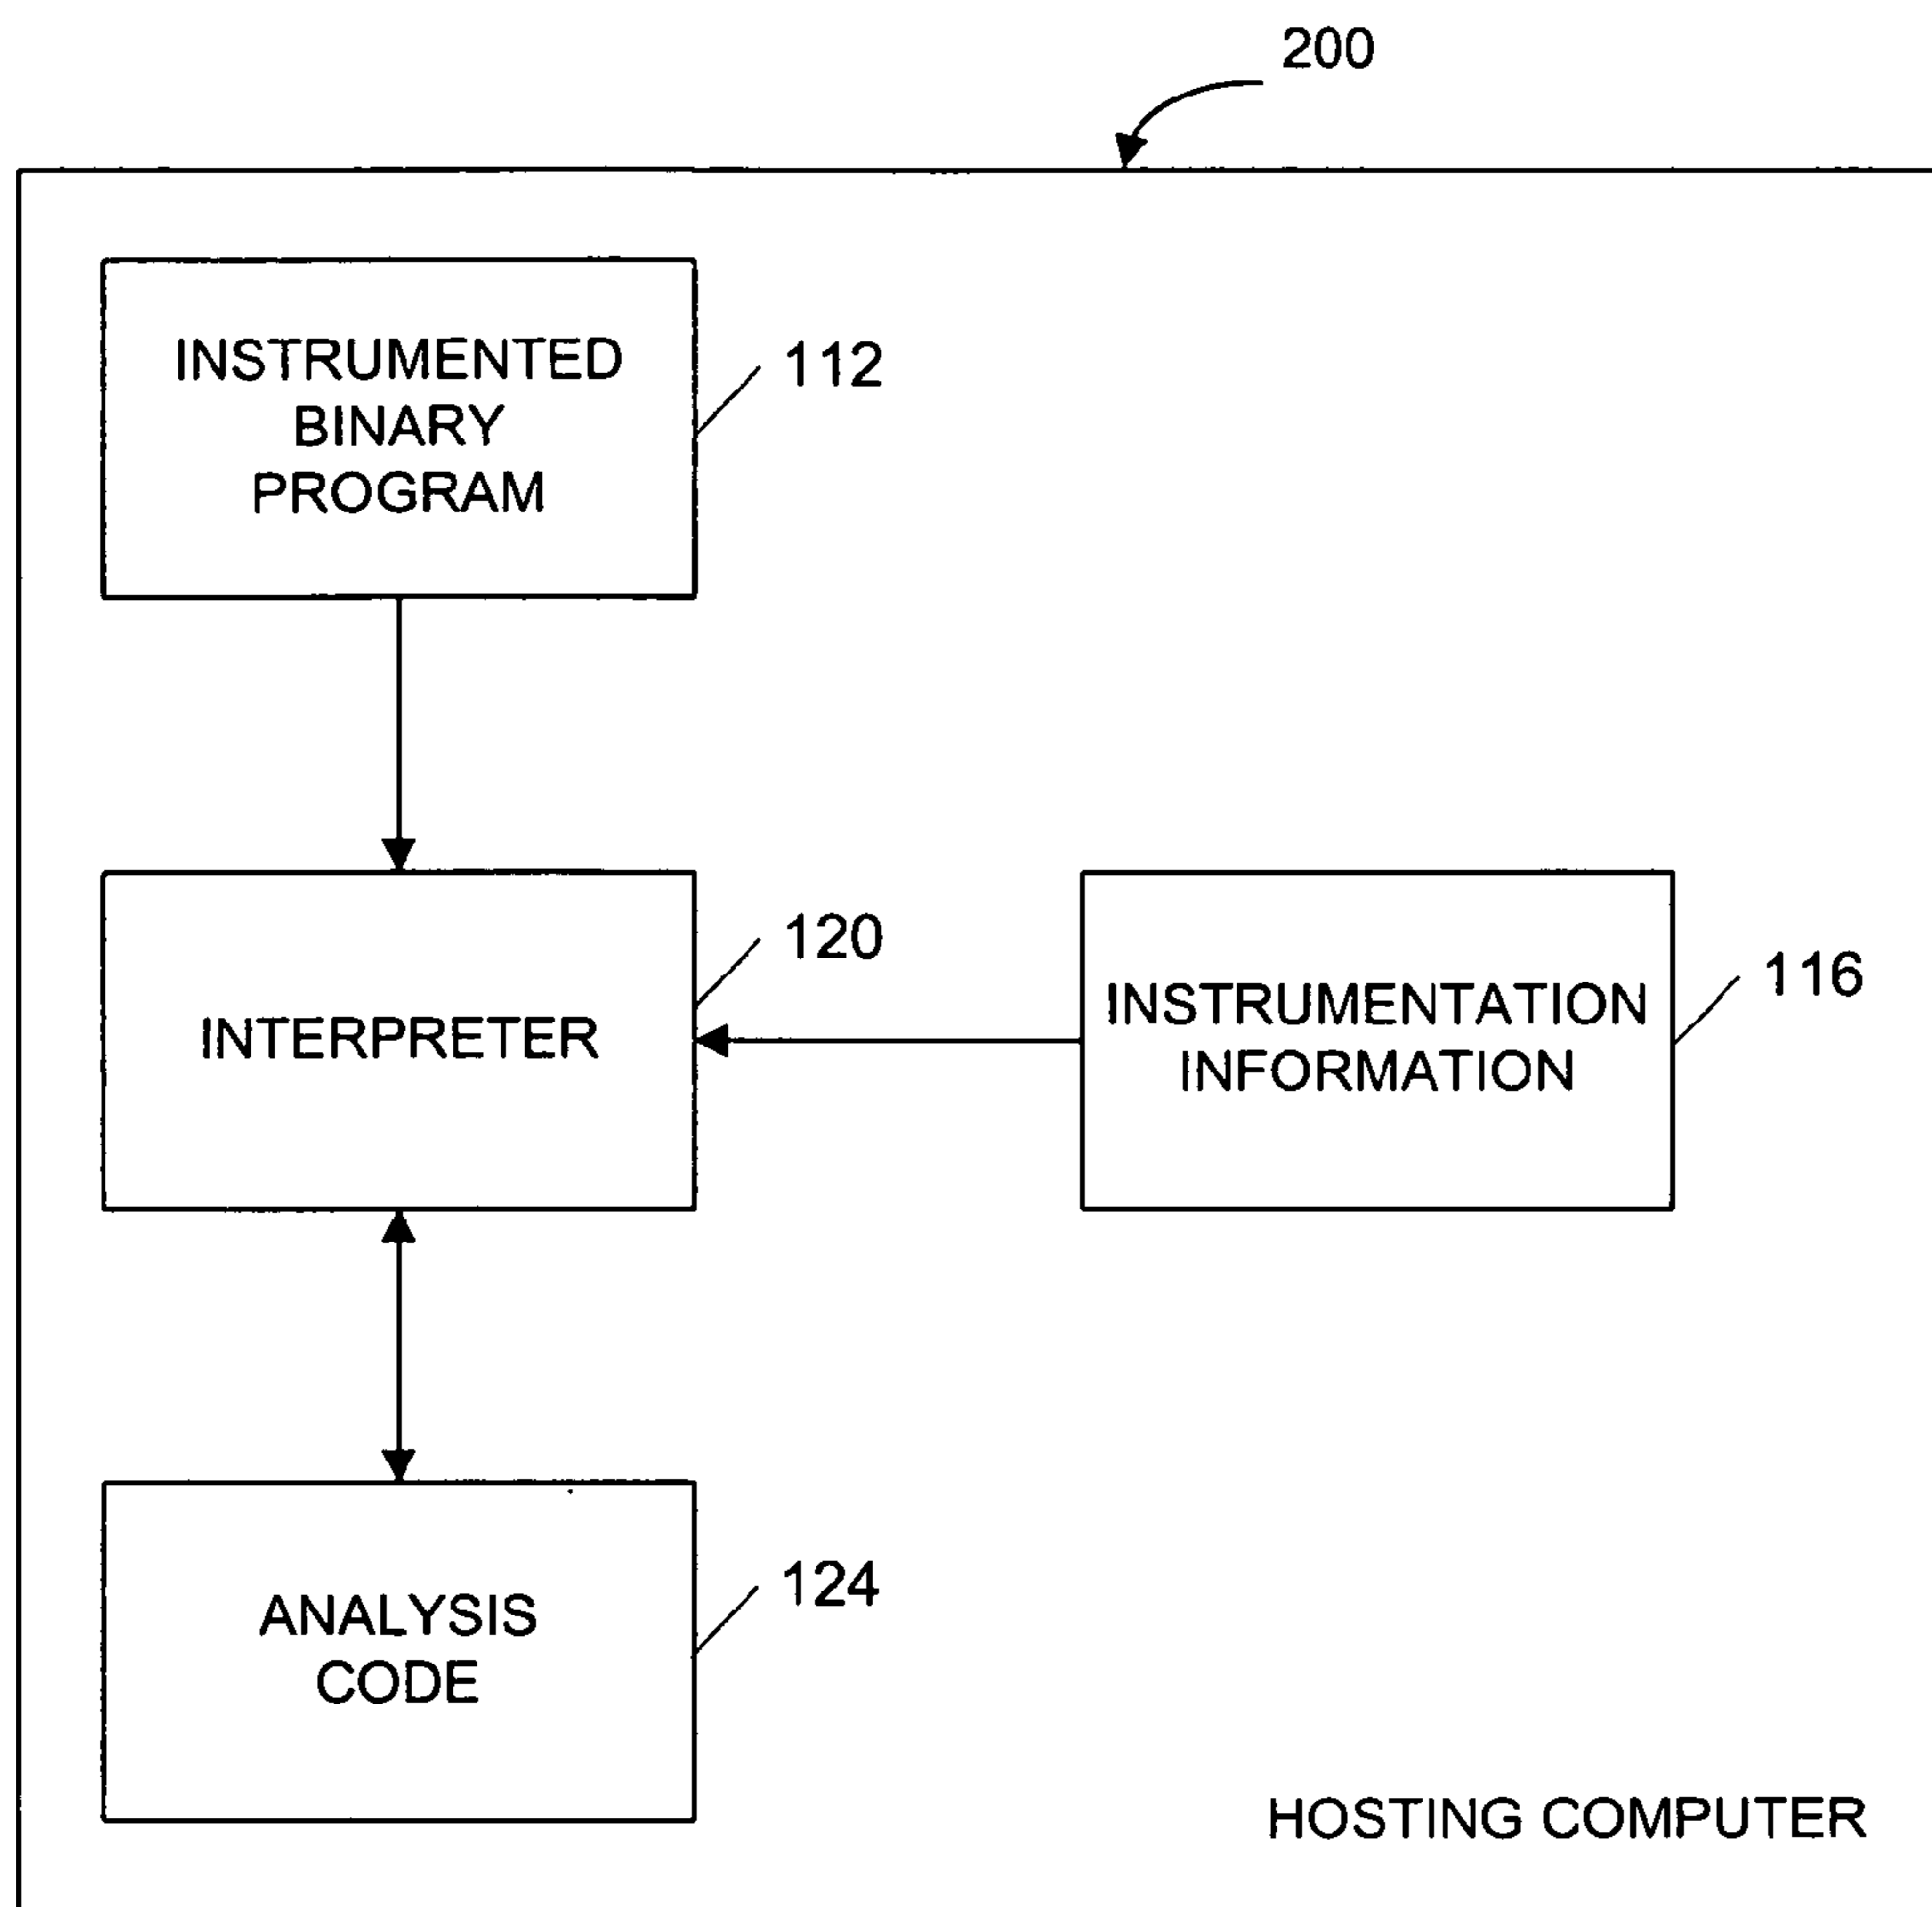 200
INSTRUMENTED
BINARY
PROGRAM
112
INTERPRETER
120
INSTRUMENTATION
INFORMATION
116
ANALYSIS
CODE
124
HOSTING COMPUTER